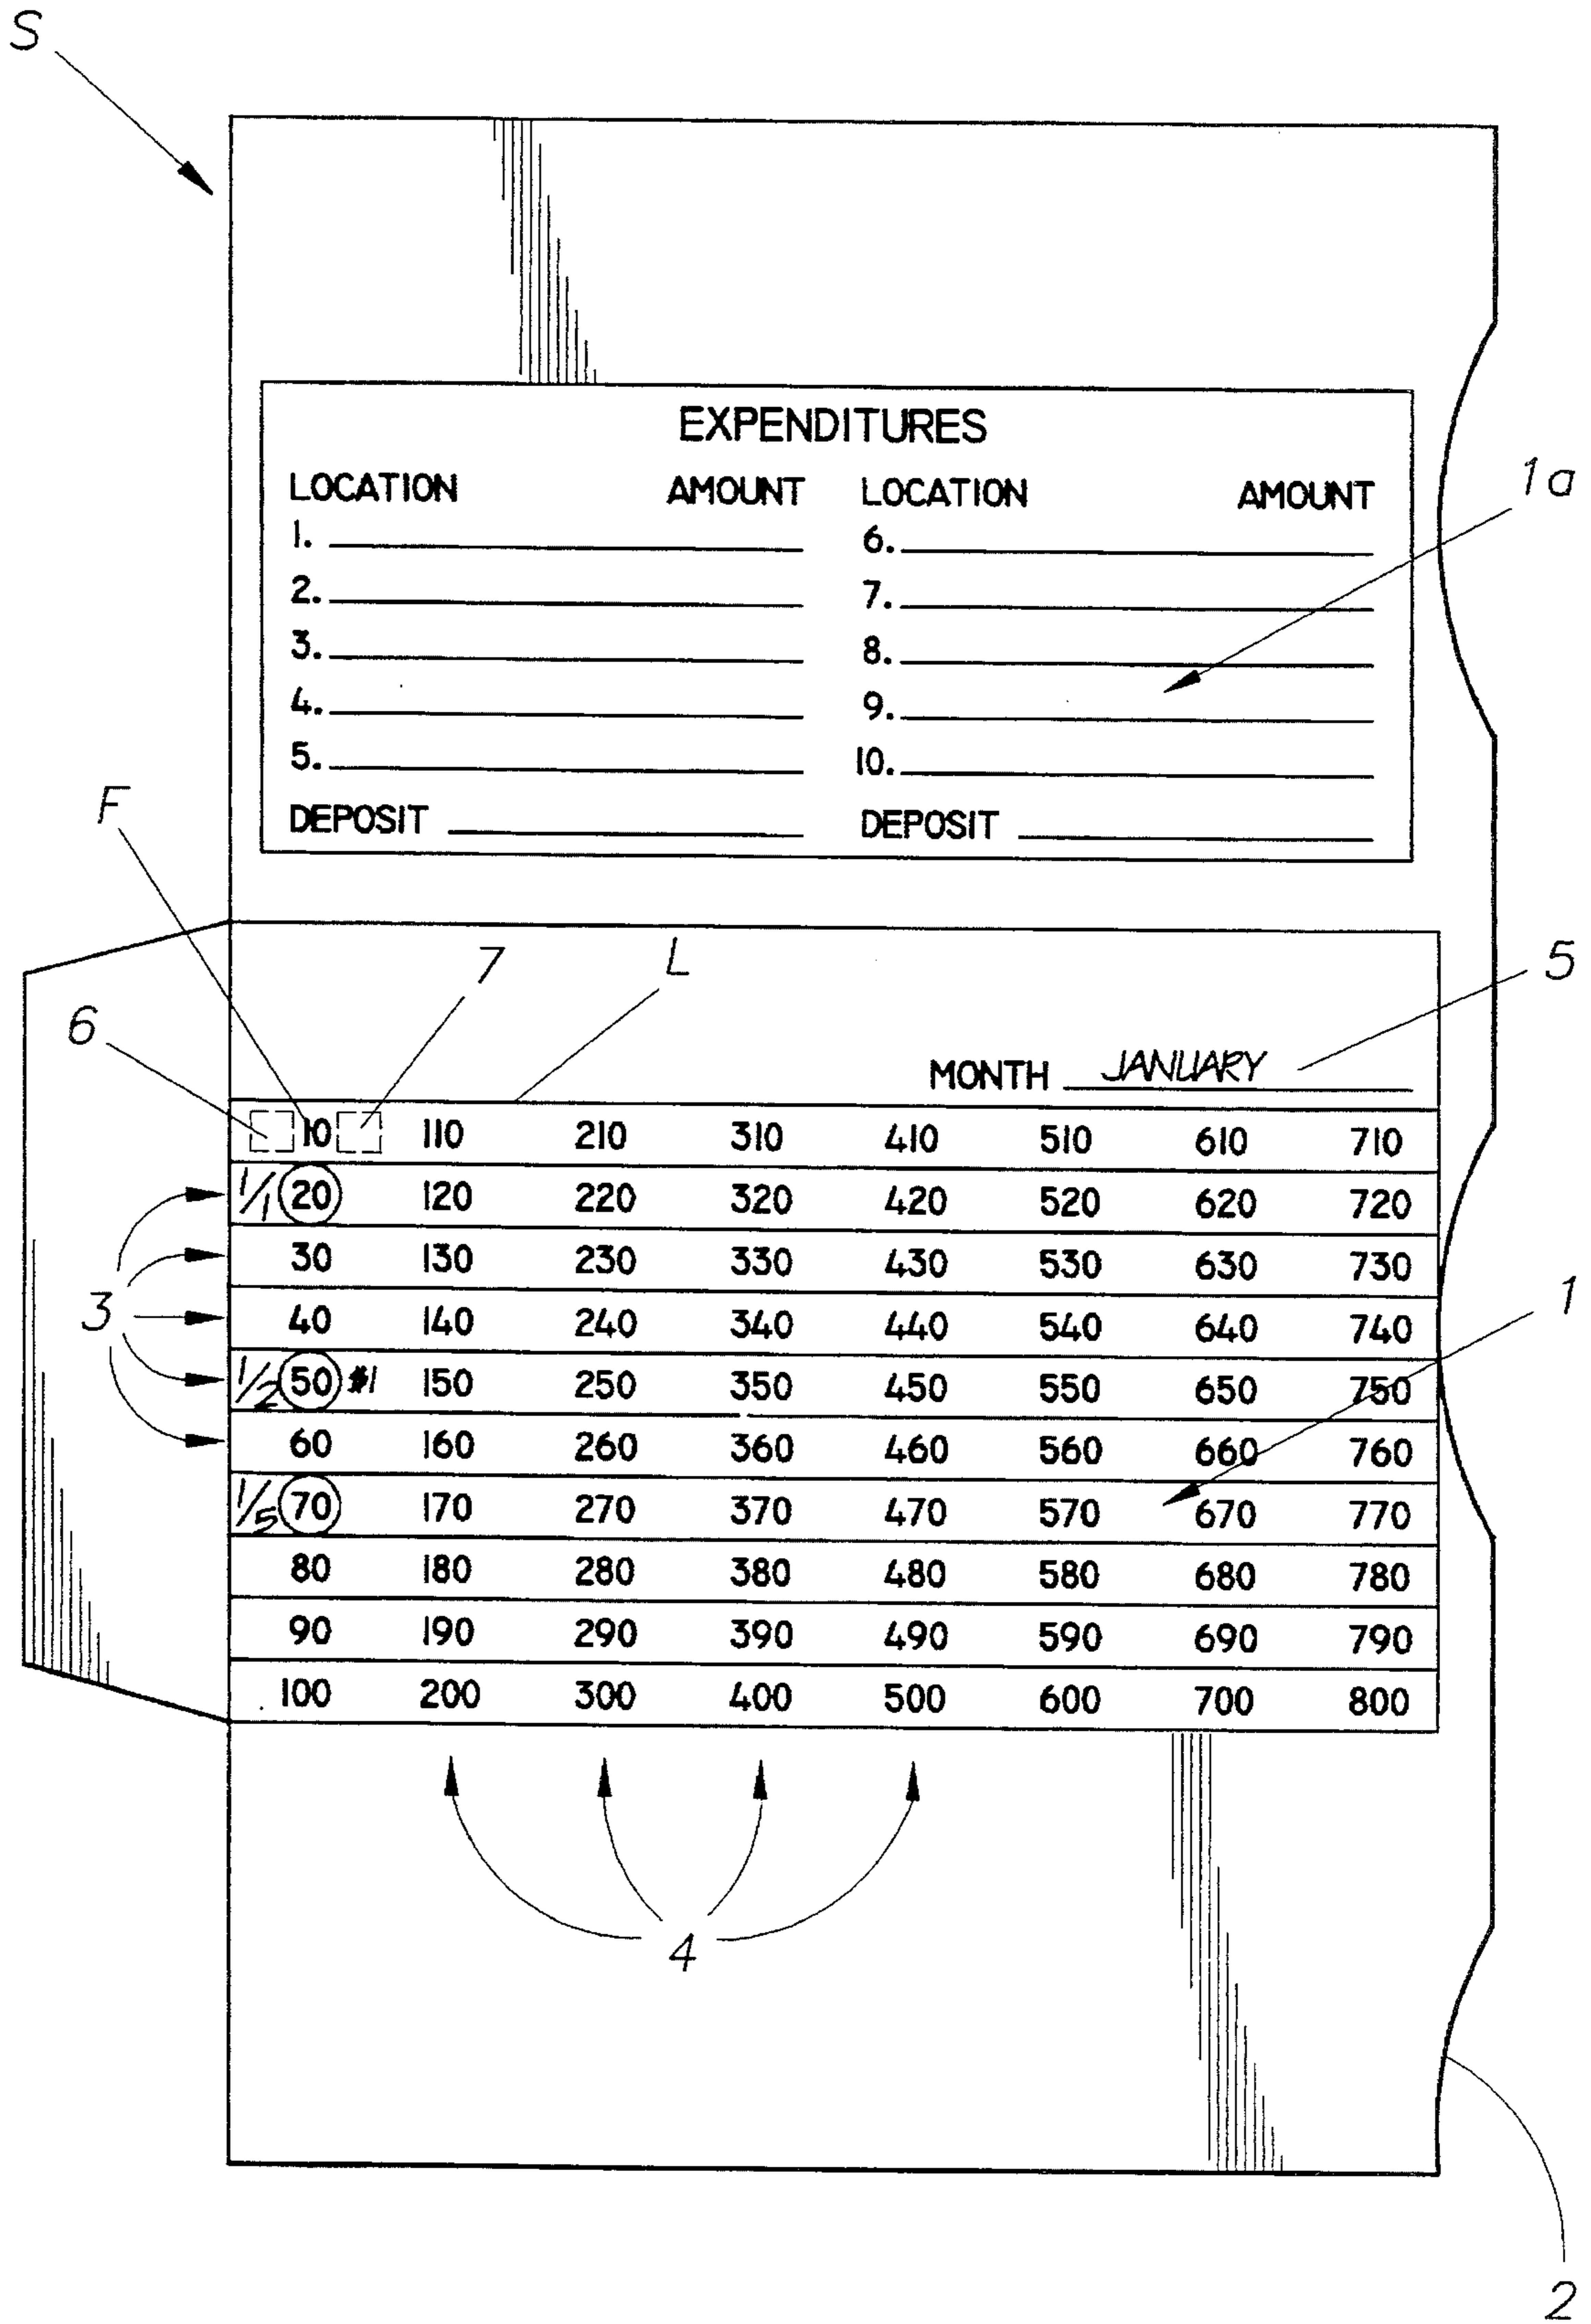 S
EXPENDITURES
LOCATION AMOUNT LOCATION AMOUNT
1a
1. 6.
2. 7.
3. 8.
4. 9.
5. 10.
F
DEPOSIT DEPOSIT
7 L 5
6
MONTH JANUARY
10 110 210 310 410 510 610 710
1/1 20 120 220 320 420 520 620 720
30 130 230 330 430 530 630 730
3 1
40 140 240 340 440 540 640 740
1/2 50 #1 150 250 350 450 550 650 750
60 160 260 360 460 560 660 760
1/5 70 170 270 370 470 570 670 770
80 180 280 380 480 580 680 780
90 190 290 390 490 590 690 790
100 200 300 400 500 600 700 800
4
2